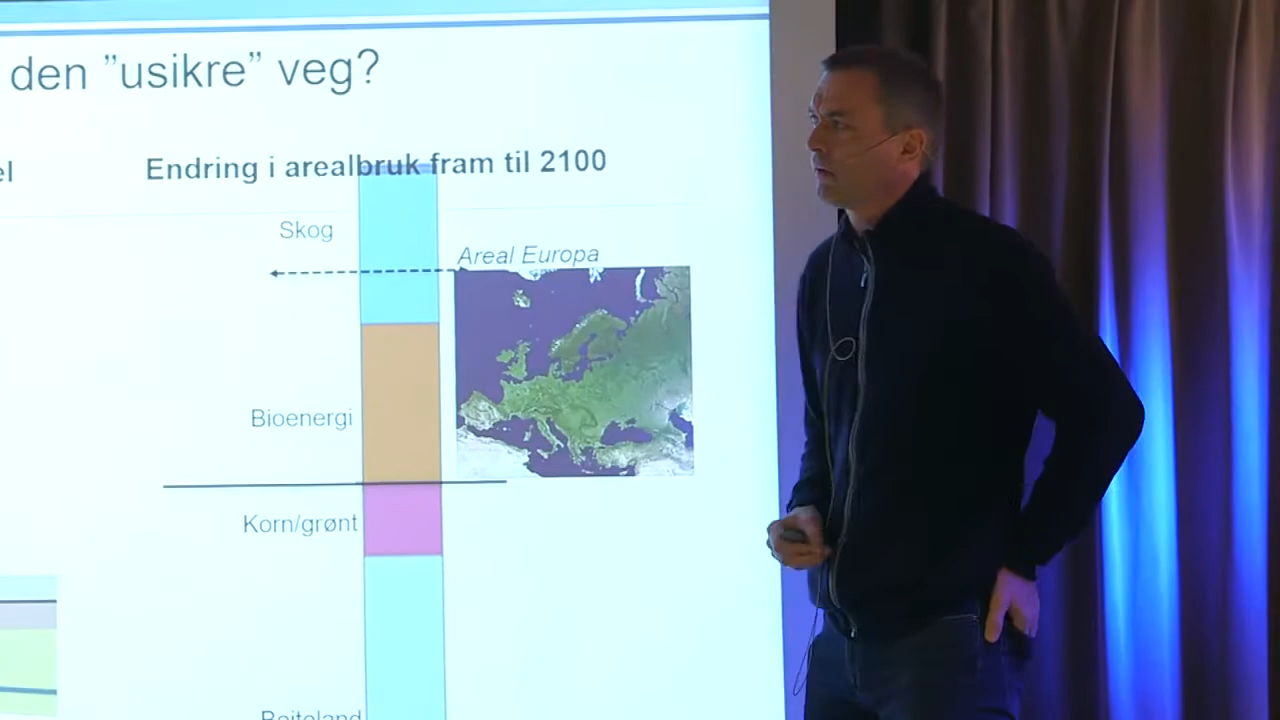 den ”usikre” veg?
Endring i arealbruk fram til 2100
Skog
Areal Europa
Bioenergi
Korn/grønt
Beiteland